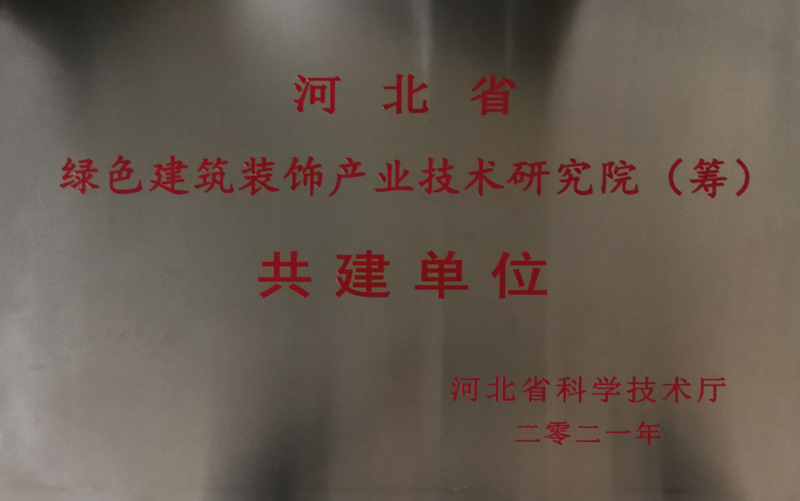 河北省
绿色建筑装饰产业技术研究院（筹）
共建单位
河北省科学技术厅
二零二一年